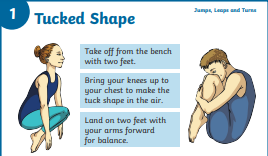 1
Tucked Shape
Jumps, Leaps and Turns
Take off from the bench
with two feet.
Bring your knees up to
your chest to make the
tuck shape in the air.
Land on two feet with
your arms forward
for balance.